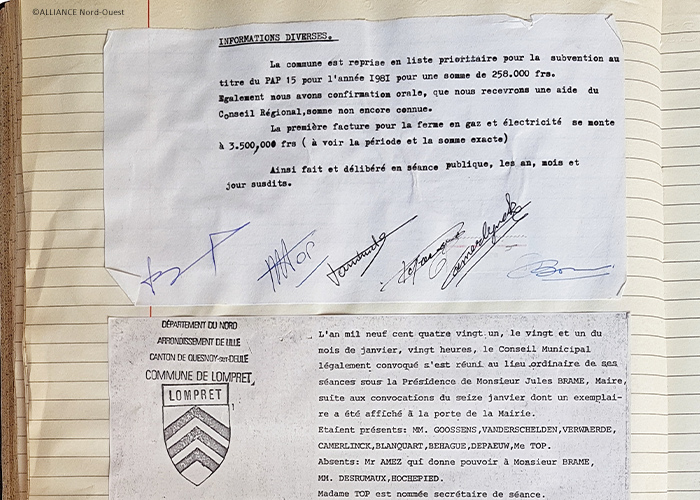 ©ALLIANCE Nord-Ouest
INFORMATIONS DIVERSES.
La commune est reprise en liste prioritaire pour la subvention au
titre du PAP 15 pour l'année I98I pour une somme de 258.000 frs.
Egalement nous avons confirmation orale, que nous recevrons une aide du
Conseil Régional,somme non encore connue.
La première facture pour la ferme en gaz et électricité se monte
à 3.500,00 frs ( à voir la période et la somme exacte)
Ainsi fait et délibéré en séance publique, les an, mois et
jour susdits.
DÉPARTEMENT DU NORD
ARRONDISSEMENT DE LILLE
CANTON DE QUESNOY-SUR-DEULE
COMMUNE DE LOMPRET
LOMPRET
L'an mil neuf cent quatre vingt un, le vingt et un du
mois de janvier, vingt heures, le Conseil Municipal
légalement convoqué s'est réuni au lieu ordinaire de ses
séances sous la Présidence de Monsieur Jules BRAME, Maire,
suite aux convocations du seize janvier dont un exemplai-
re a été affiché à la porte de la Mairie.
Etaient présents: MM. GOOSSENS,VANDERSCHELDEN,VERWAERDE,
CAMERLINCK,BLANQUART,BEHAGUE,DEPAEUW,Me TOP.
Absents: Mr AMEZ qui donne pouvoir à Monsieur BRAME,
MM. DESRUMAUX,HOCHEPIED.
Madame TOP est nommée secrétaire de séance.